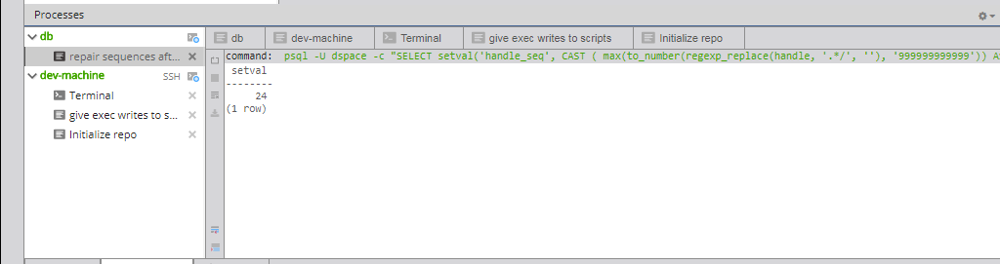 Processes
db
repair sequences aft...
dev-machine SSH
Terminal
give exec writes to s...
Initialize repo
db dev-machine Terminal give exec writes to scripts Initialize repo
command: psql -U dspace -c "SELECT setval('handle_seq', CAST ( max(to_number(regexp_replace(handle, '.*/', ''), '999999999999')) A
setval
--------
24
(1 row)